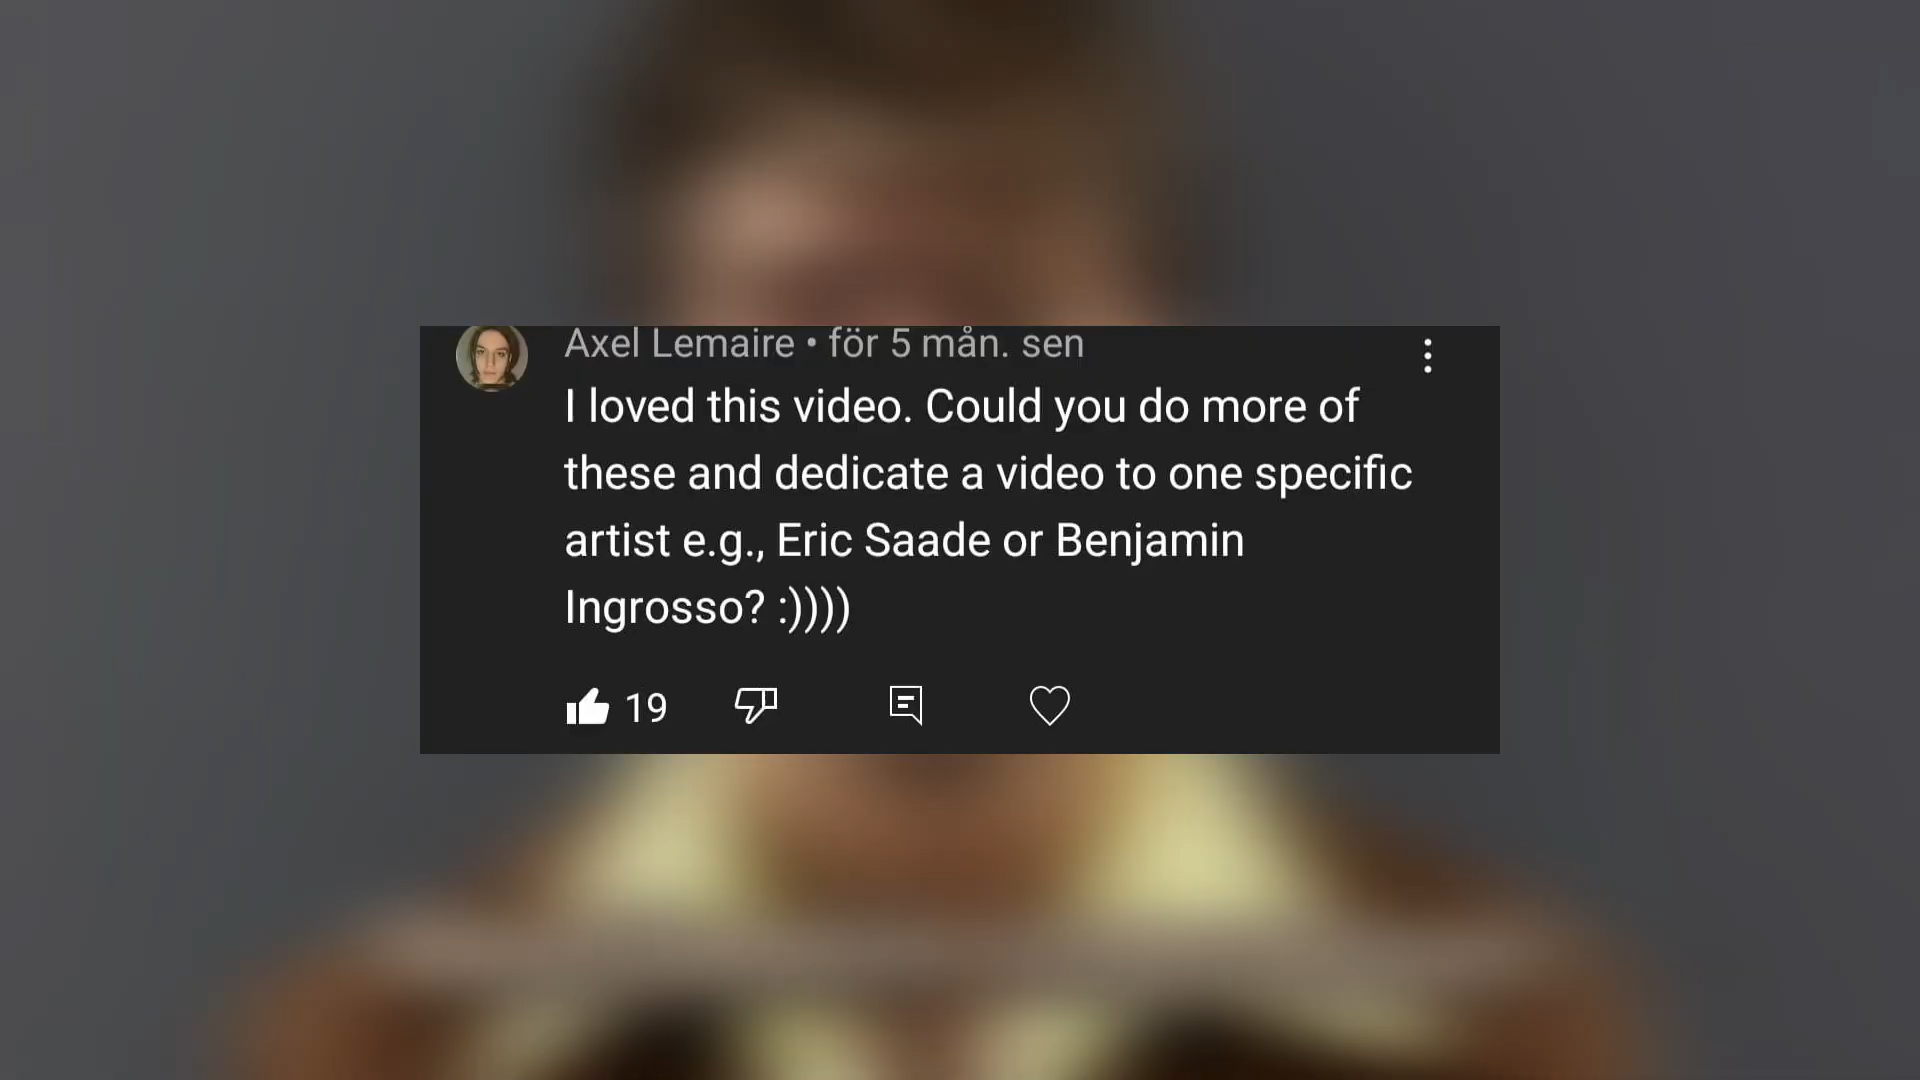 Axel Lemaire • för 5 mån. sen
I loved this video. Could you do more of
these and dedicate a video to one specific
artist e.g., Eric Saade or Benjamin
Ingrosso? :))))
19